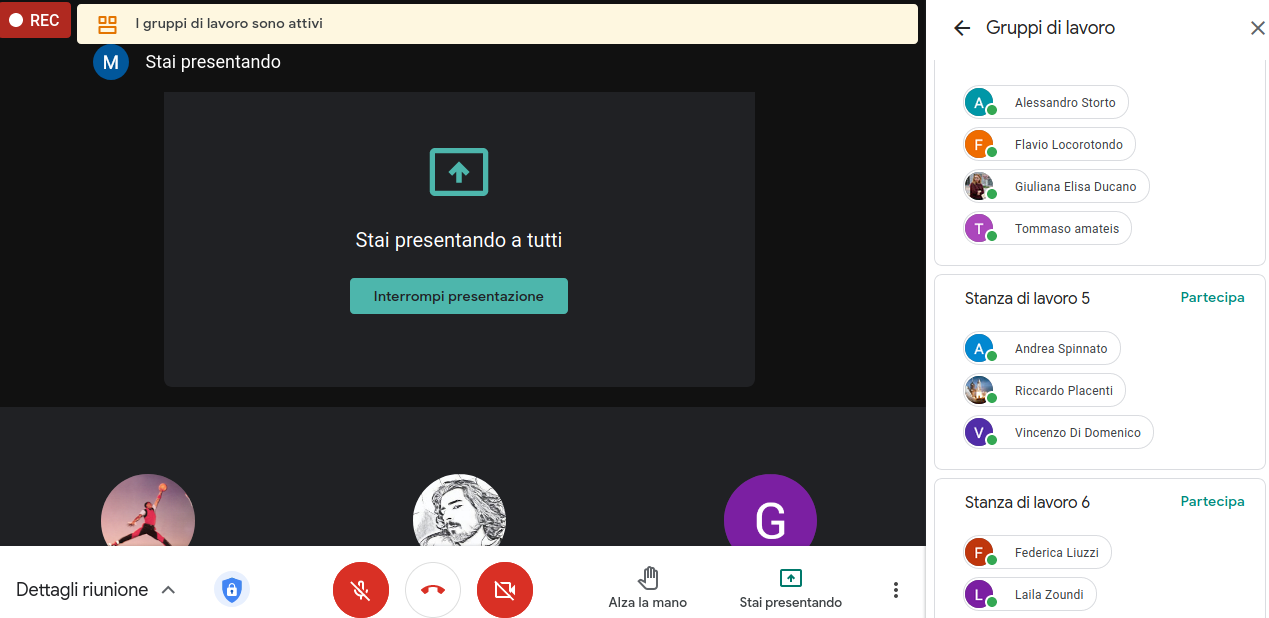 REC
I gruppi di lavoro sono attivi
M
Stai presentando
Stai presentando a tutti
Interrompi presentazione
G
Dettagli riunione
Alza la mano
Stai presentando
Gruppi di lavoro
A Alessandro Storto
F Flavio Locorotondo
Giuliana Elisa Ducano
T Tommaso amateis
Stanza di lavoro 5 Partecipa
A Andrea Spinnato
Riccardo Placenti
V Vincenzo Di Domenico
Stanza di lavoro 6 Partecipa
F Federica Liuzzi
L Laila Zoundi